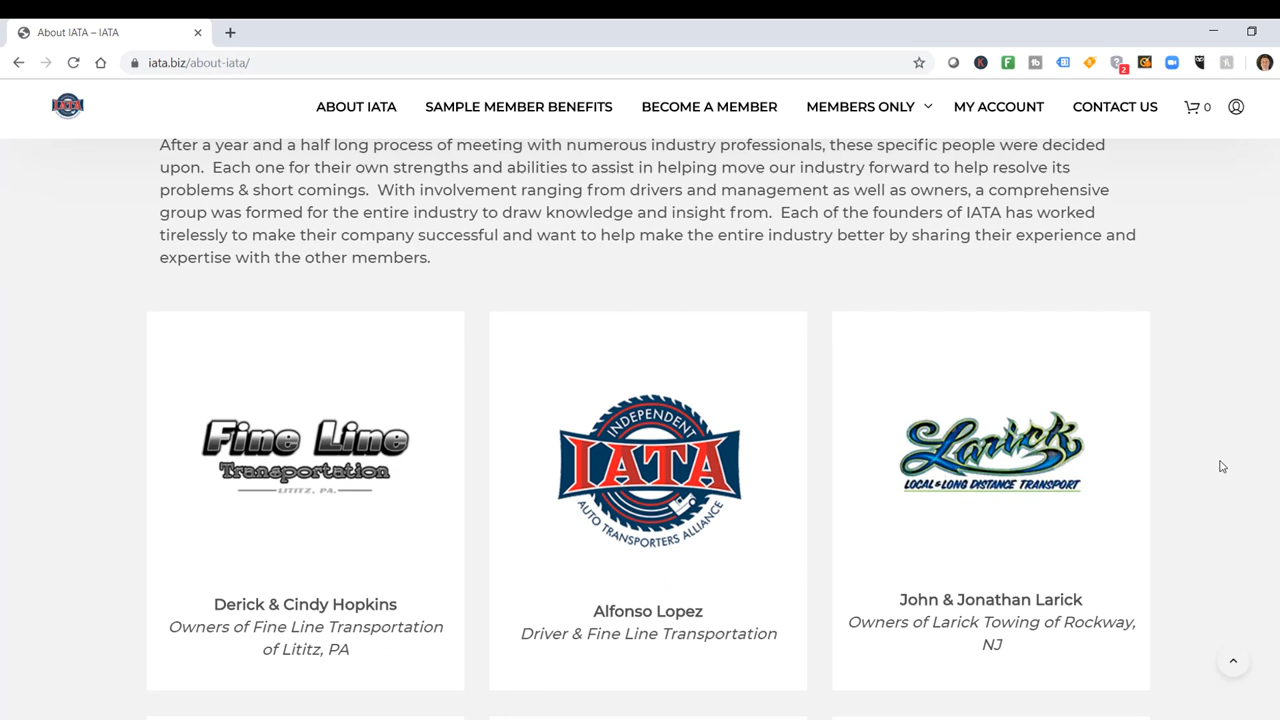 About IATA – IATA
iata.biz/about-iata/
2
IATA
ABOUT IATA
SAMPLE MEMBER BENEFITS
BECOME A MEMBER
MEMBERS ONLY
MY ACCOUNT
CONTACT US
0
After a year and a half long process of meeting with numerous industry professionals, these specific people were decided
upon. Each one for their own strengths and abilities to assist in helping move our industry forward to help resolve its
problems & short comings. With involvement ranging from drivers and management as well as owners, a comprehensive
group was formed for the entire industry to draw knowledge and insight from. Each of the founders of IATA has worked
tirelessly to make their company successful and want to help make the entire industry better by sharing their experience and
expertise with the other members.
Fine Line
Transportation
LITITZ, PA.
Derick & Cindy Hopkins
Owners of Fine Line Transportation
of Lititz, PA
INDEPENDENT
IATA
AUTO TRANSPORTERS ALLIANCE
Alfonso Lopez
Driver & Fine Line Transportation
Larick
LOCAL & LONG DISTANCE TRANSPORT
John & Jonathan Larick
Owners of Larick Towing of Rockway,
NJ